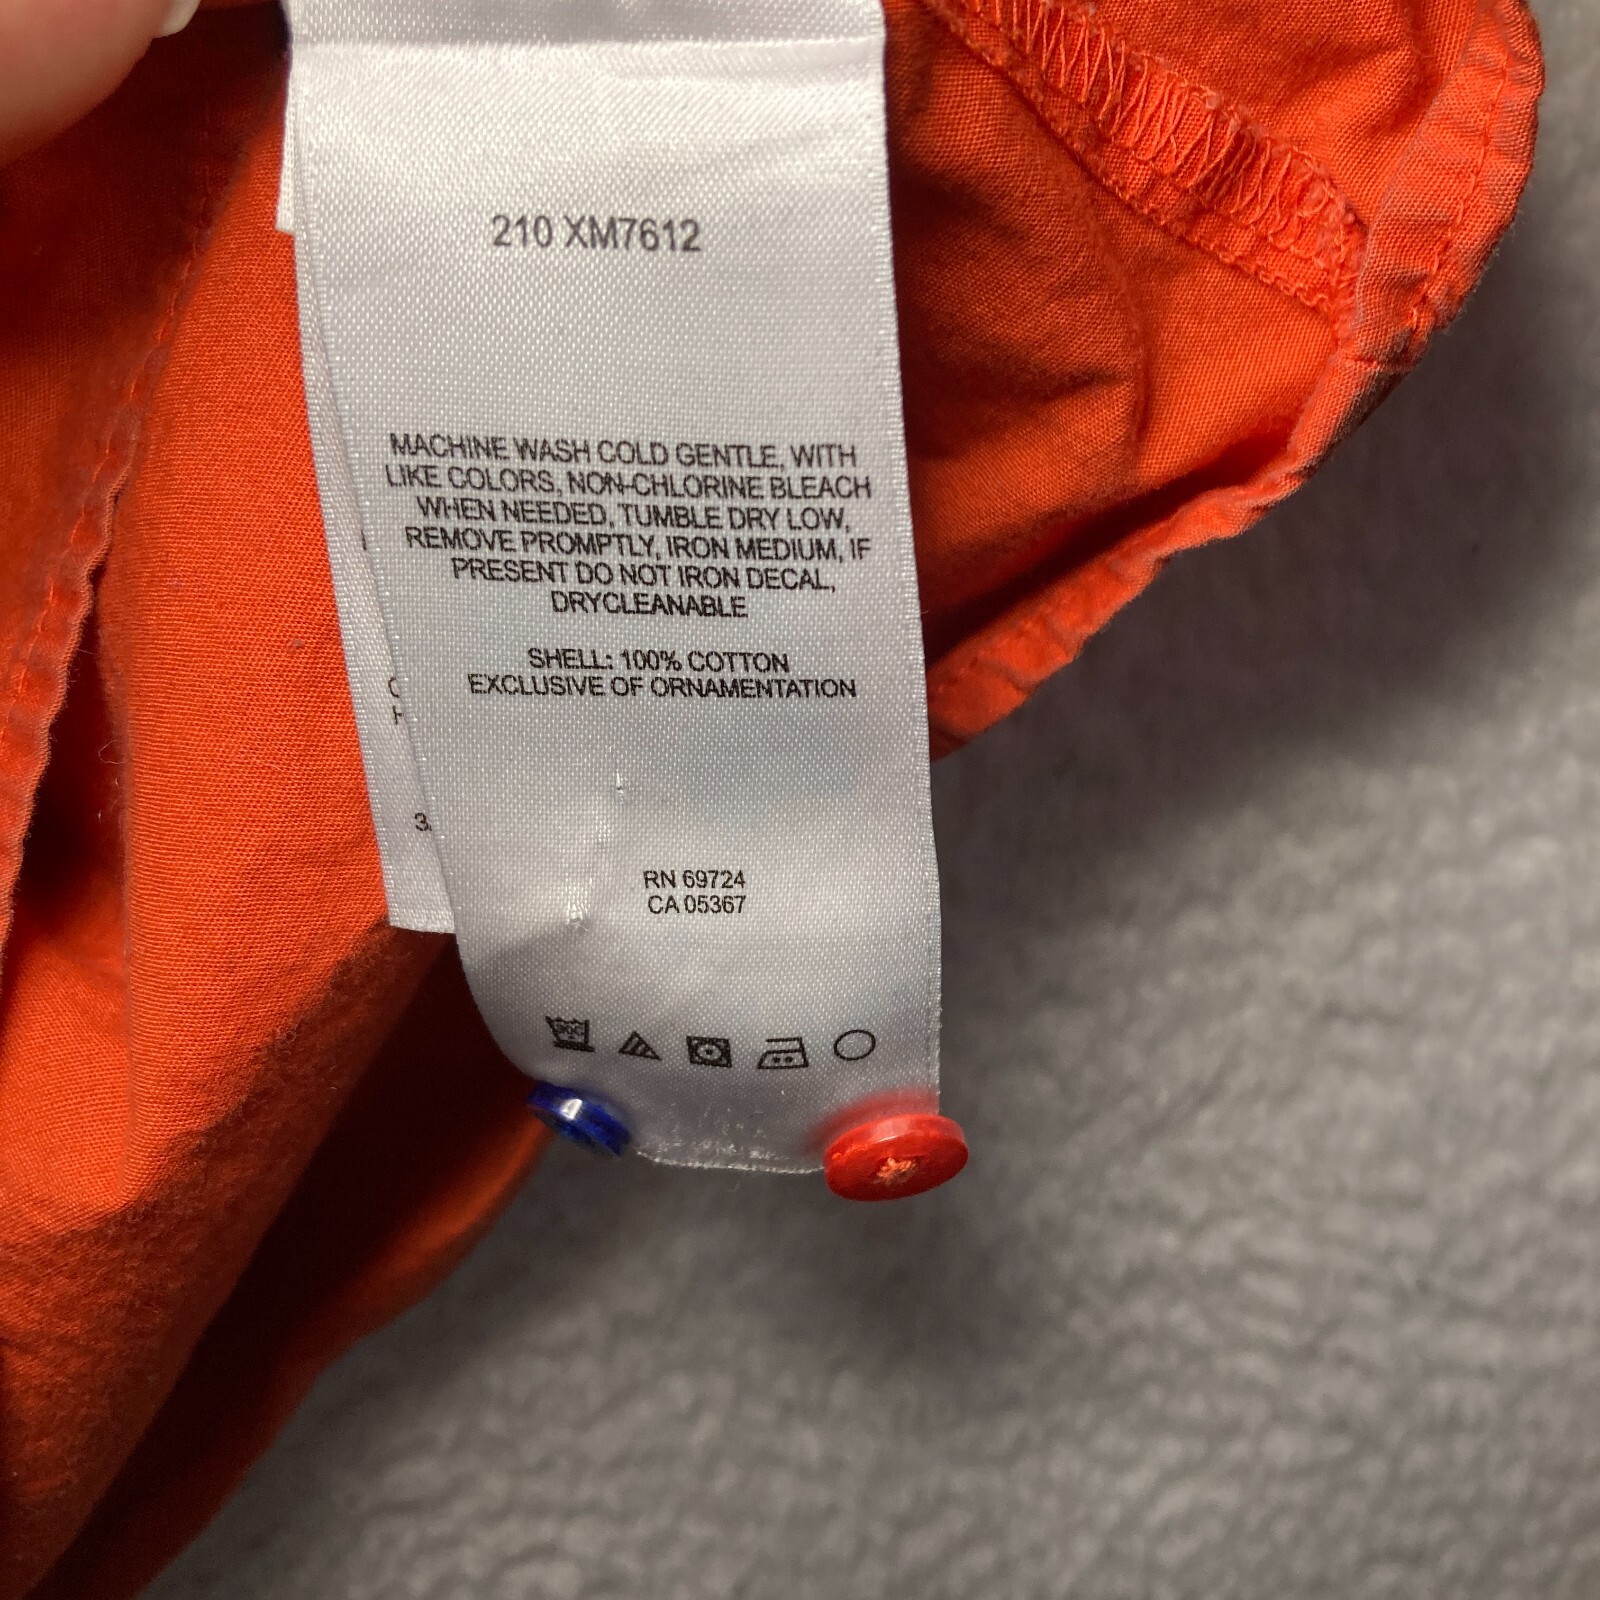 210 XM7612
MACHINE WASH COLD GENTLE, WITH
LIKE COLORS, NON-CHLORINE BLEACH
WHEN NEEDED, TUMBLE DRY LOW,
REMOVE PROMPTLY, IRON MEDIUM, IF
PRESENT DO NOT IRON DECAL,
DRYCLEANABLE
SHELL: 100% COTTON
EXCLUSIVE OF ORNAMENTATION
RN 69724
CA 05367